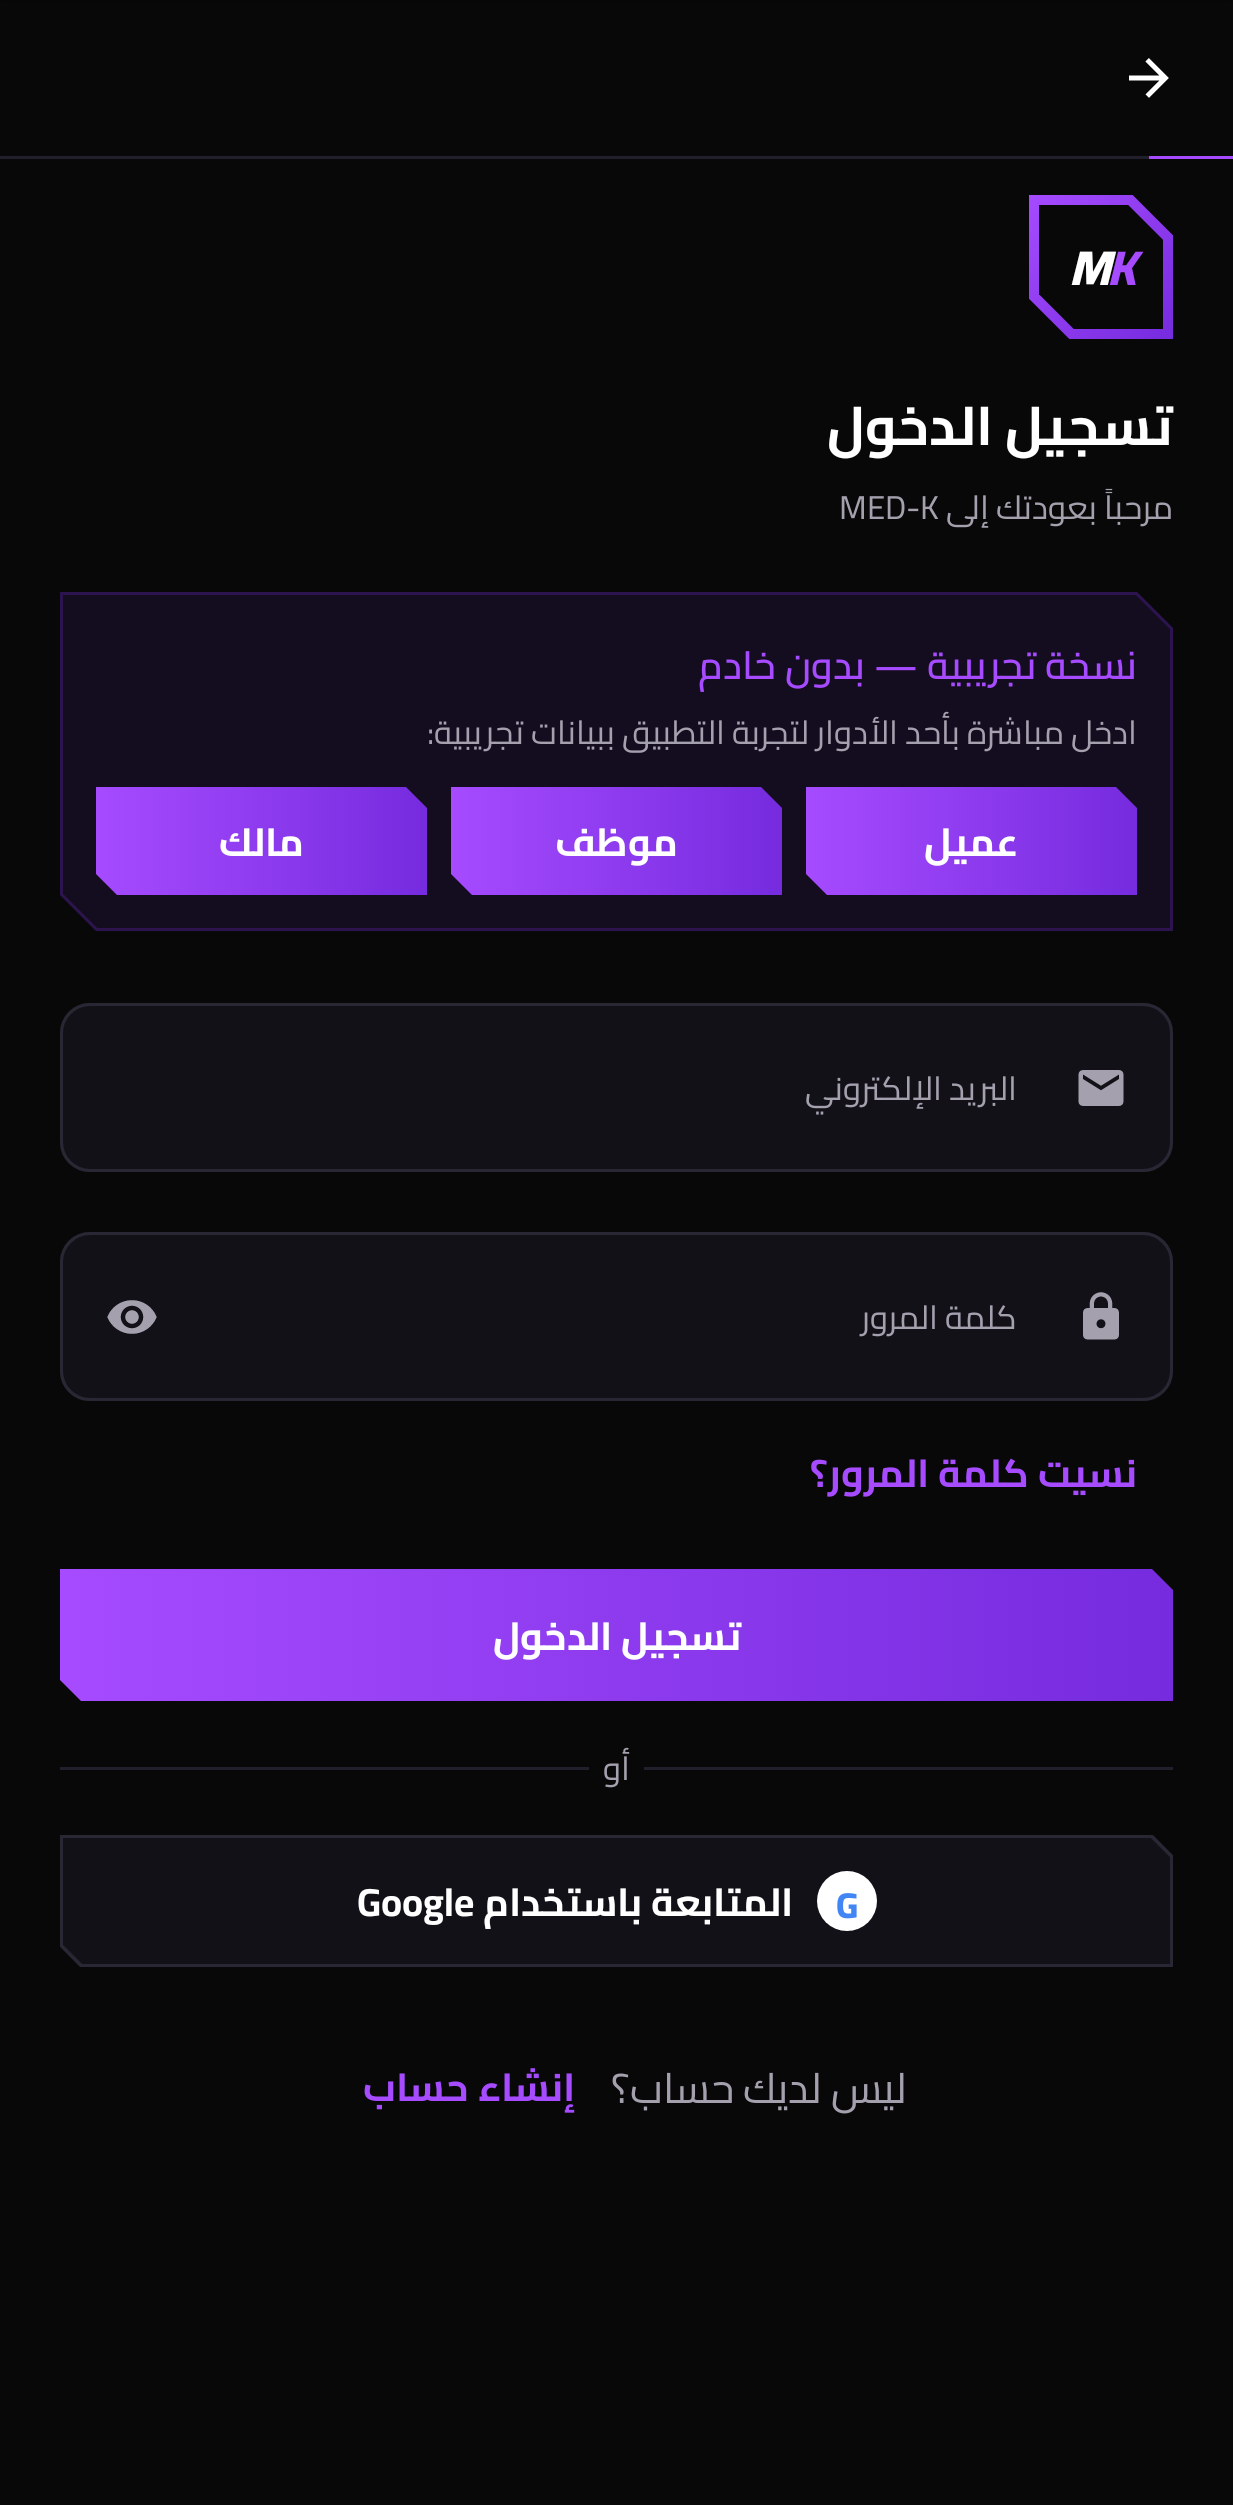 MK
تسجيل الدخول
مرحباً بعودتك إلى MED-K
نسخة تجريبية — بدون خادم
ادخل مباشرة بأحد الأدوار لتجربة التطبيق ببيانات تجريبية:
عميل
موظف
مالك
البريد الإلكتروني
كلمة المرور
نسيت كلمة المرور؟
تسجيل الدخول
أو
G المتابعة باستخدام Google
ليس لديك حساب؟ إنشاء حساب